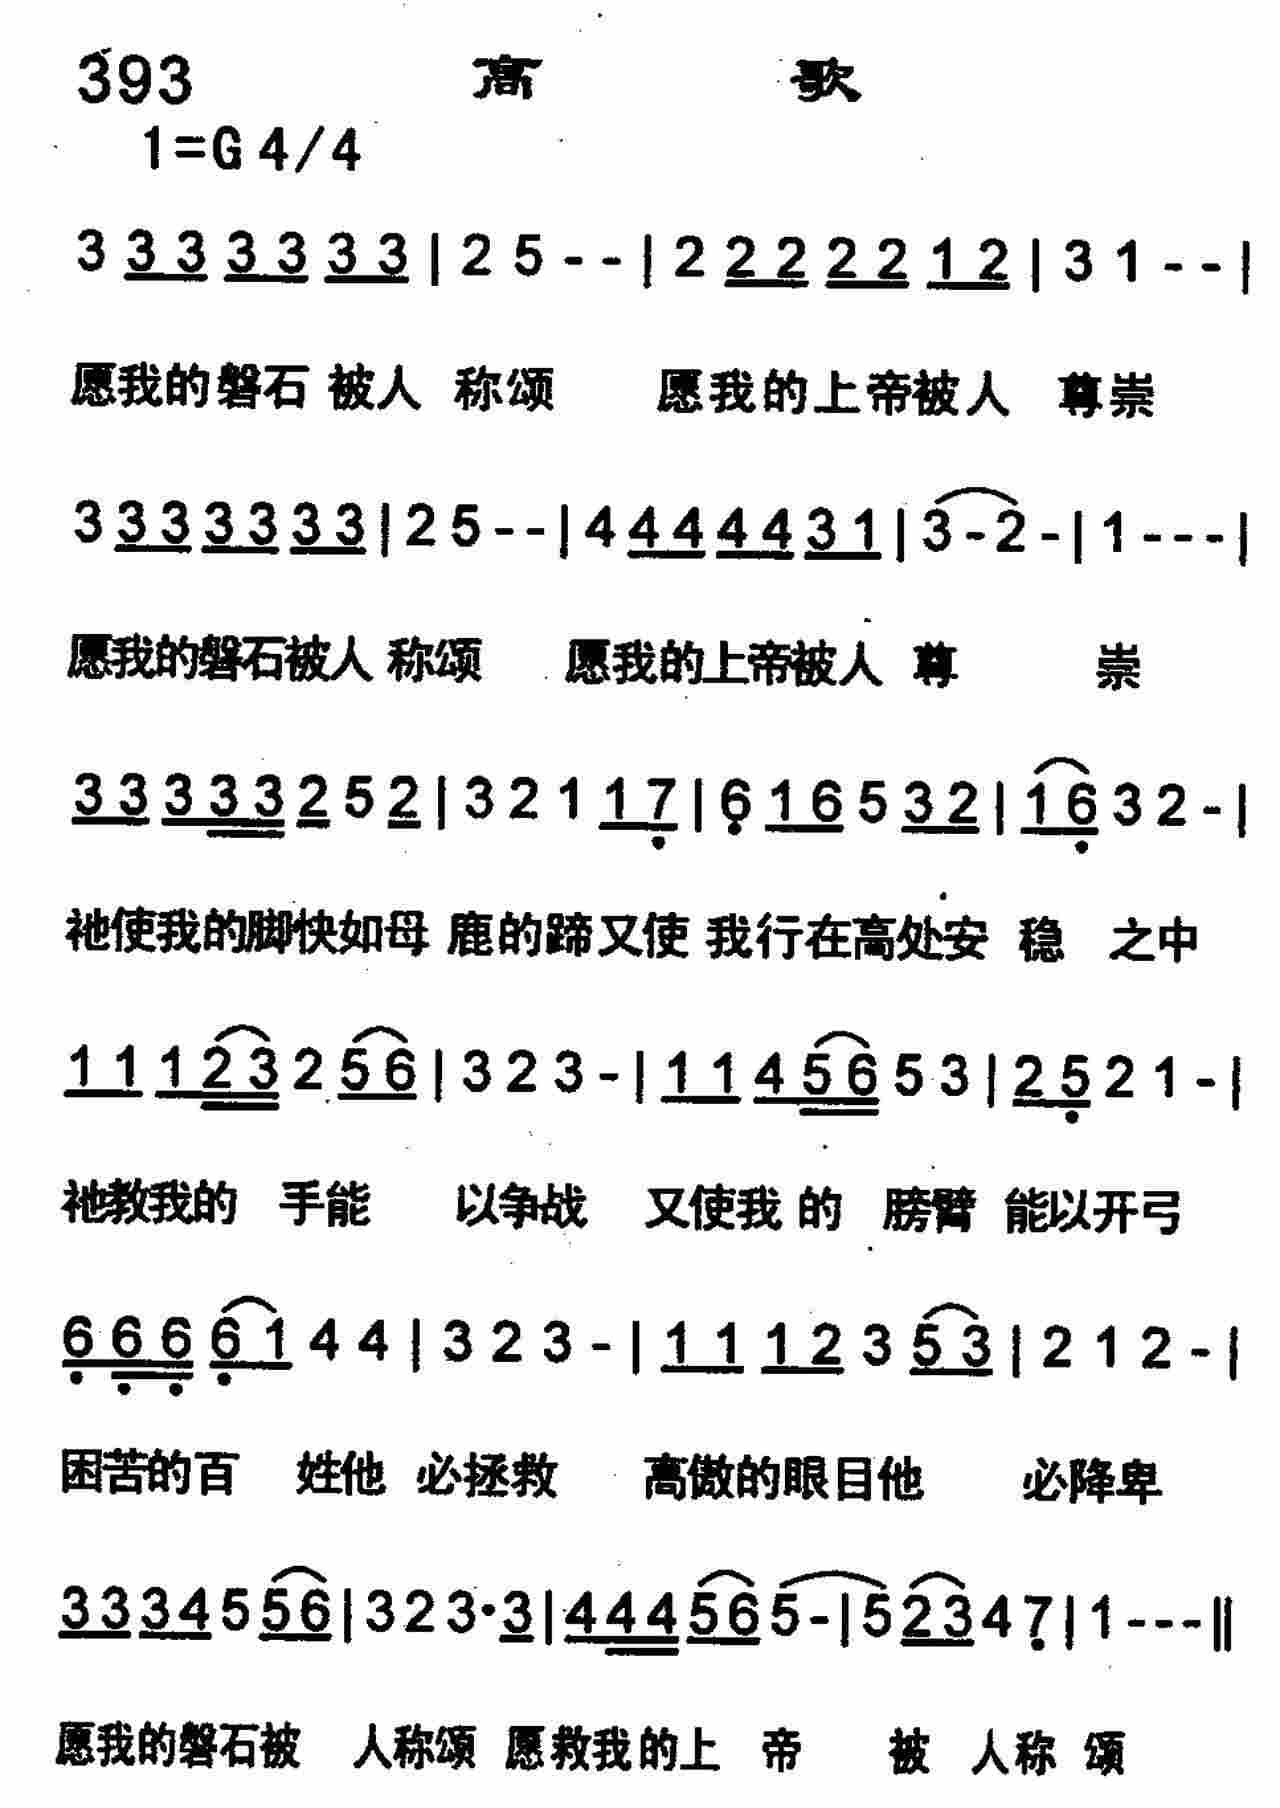 393 高 歌
1=G 4/4
3 3 3 3 3 3 3 | 2 5 - - | 2 2 2 2 2 1 2 | 3 1 - - |
愿我的磐石 被人 称颂 愿我的上帝被人 尊崇
3 3 3 3 3 3 3 | 2 5 - - | 4 4 4 4 4 3 1 | 3 - 2 - | 1 - - - |
愿我的磐石被人 称颂 愿我的上帝被人 尊 崇
3 3 3 3 3 2 5 2 | 3 2 1 1 7 | 6 1 6 5 3 2 | 1 6 3 2 - |
祂使我的脚快如母 鹿的蹄又使 我行在高处安 稳 之中
1 1 1 2 3 2 5 6 | 3 2 3 - | 1 1 4 5 6 5 3 | 2 5 2 1 - |
祂教我的 手能 以争战 又使我 的 膀臂 能以开弓
6 6 6 6 1 4 4 | 3 2 3 - | 1 1 1 2 3 5 3 | 2 1 2 - |
困苦的百 姓他 必拯救 高傲的眼目他 必降卑
3 3 3 4 5 5 6 | 3 2 3 · 3 | 4 4 4 5 6 5 - | 5 2 3 4 7 | 1 - - - ‖
愿我的磐石被 人称颂 愿救我的上 帝 被 人称 颂